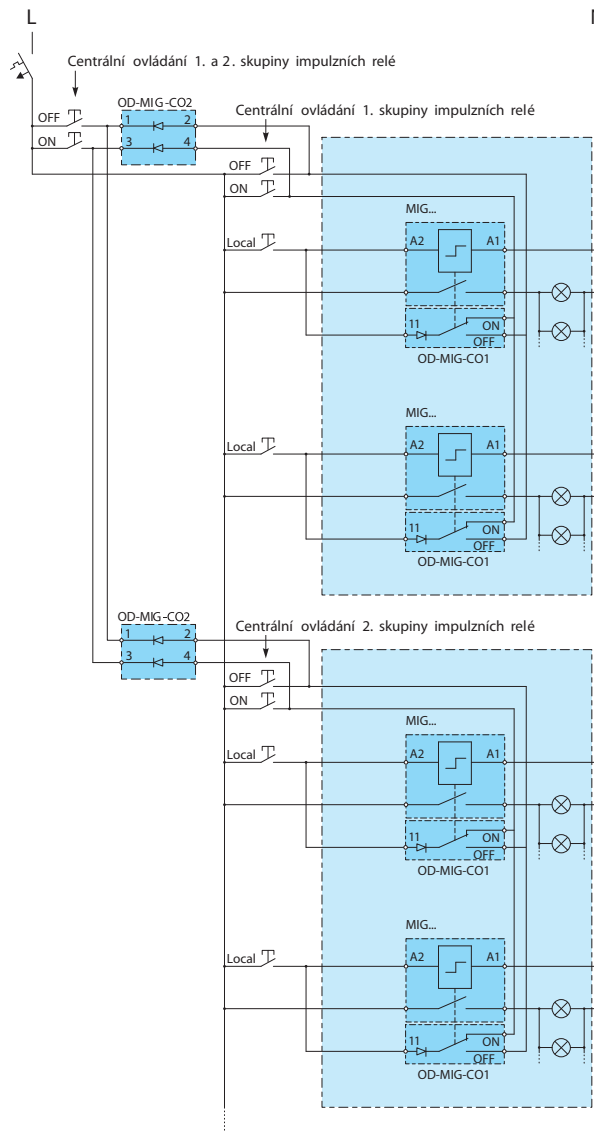 L
Centrální ovládání 1. a 2. skupiny impulzních relé
OD-MIG-CO2
Centrální ovládání 1. skupiny impulzních relé
OFF 1 2
ON 3 4
OFF
ON
MIG...
Local A2 A1
11 ON
OFF
OD-MIG-CO1
MIG...
Local A2 A1
11 ON
OFF
OD-MIG-CO1
OD-MIG-CO2
Centrální ovládání 2. skupiny impulzních relé
1 2
3 4
OFF
ON
MIG...
Local A2 A1
11 ON
OFF
OD-MIG-CO1
MIG...
Local A2 A1
11 ON
OFF
OD-MIG-CO1